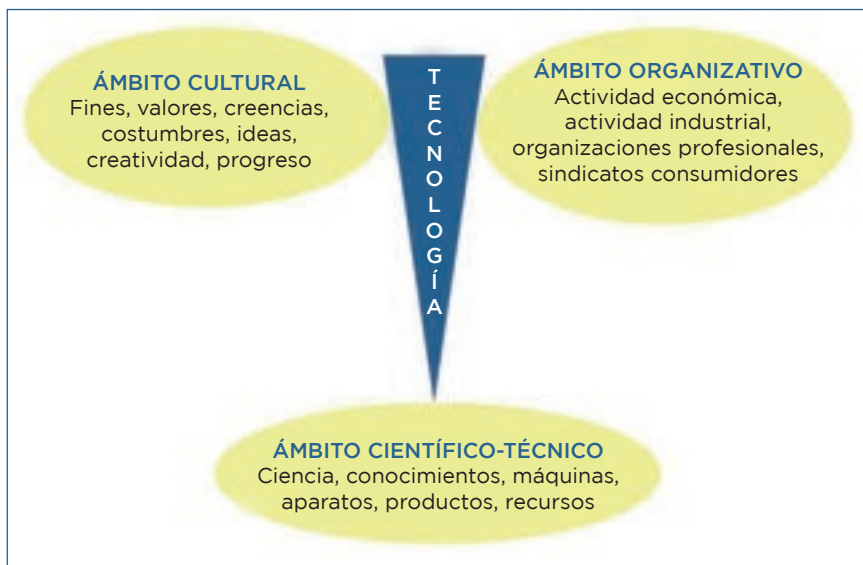 ÁMBITO CULTURAL
Fines, valores, creencias,
costumbres, ideas,
creatividad, progreso
TECNOLOGÍA
ÁMBITO ORGANIZATIVO
Actividad económica,
actividad industrial,
organizaciones profesionales,
sindicatos consumidores
ÁMBITO CIENTÍFICO-TÉCNICO
Ciencia, conocimientos, máquinas,
aparatos, productos, recursos